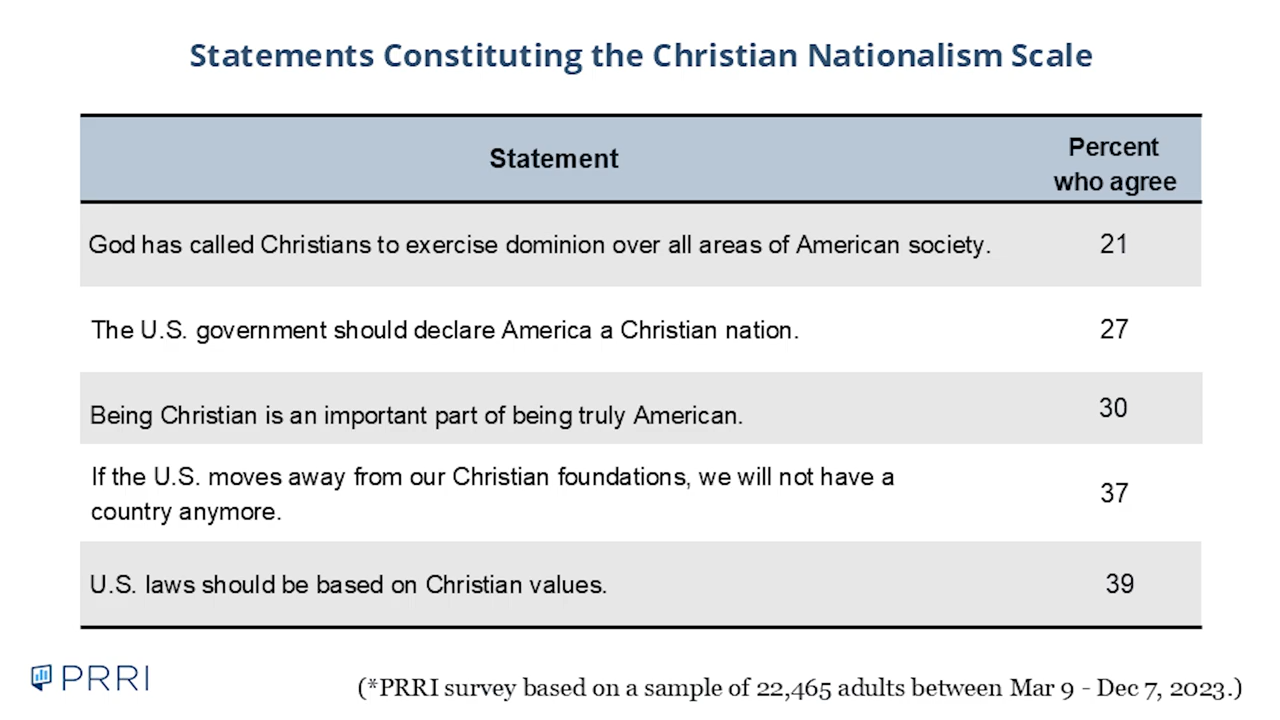 Statements Constituting the Christian Nationalism Scale
Statement
Percent
who agree
God has called Christians to exercise dominion over all areas of American society.
21
The U.S. government should declare America a Christian nation.
27
Being Christian is an important part of being truly American.
30
If the U.S. moves away from our Christian foundations, we will not have a
country anymore.
37
U.S. laws should be based on Christian values.
39
PRRI
(*PRRI survey based on a sample of 22,465 adults between Mar 9 - Dec 7, 2023.)